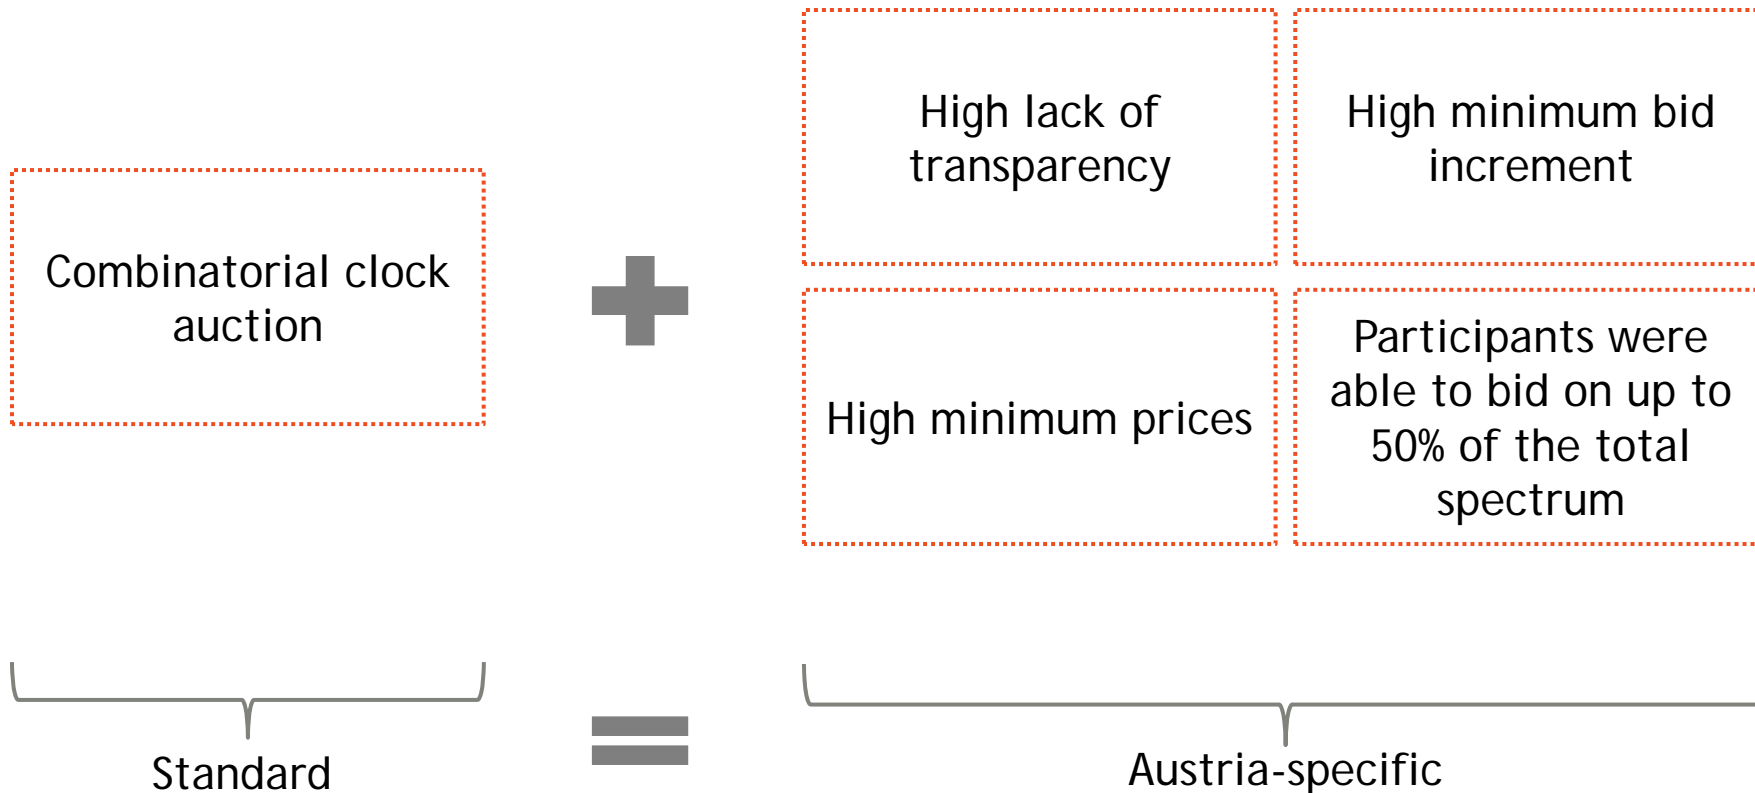 High lack of
transparency
High minimum bid
increment
Combinatorial clock
auction
High minimum prices
Participants were
able to bid on up to
50% of the total
spectrum
Standard
Austria-specific